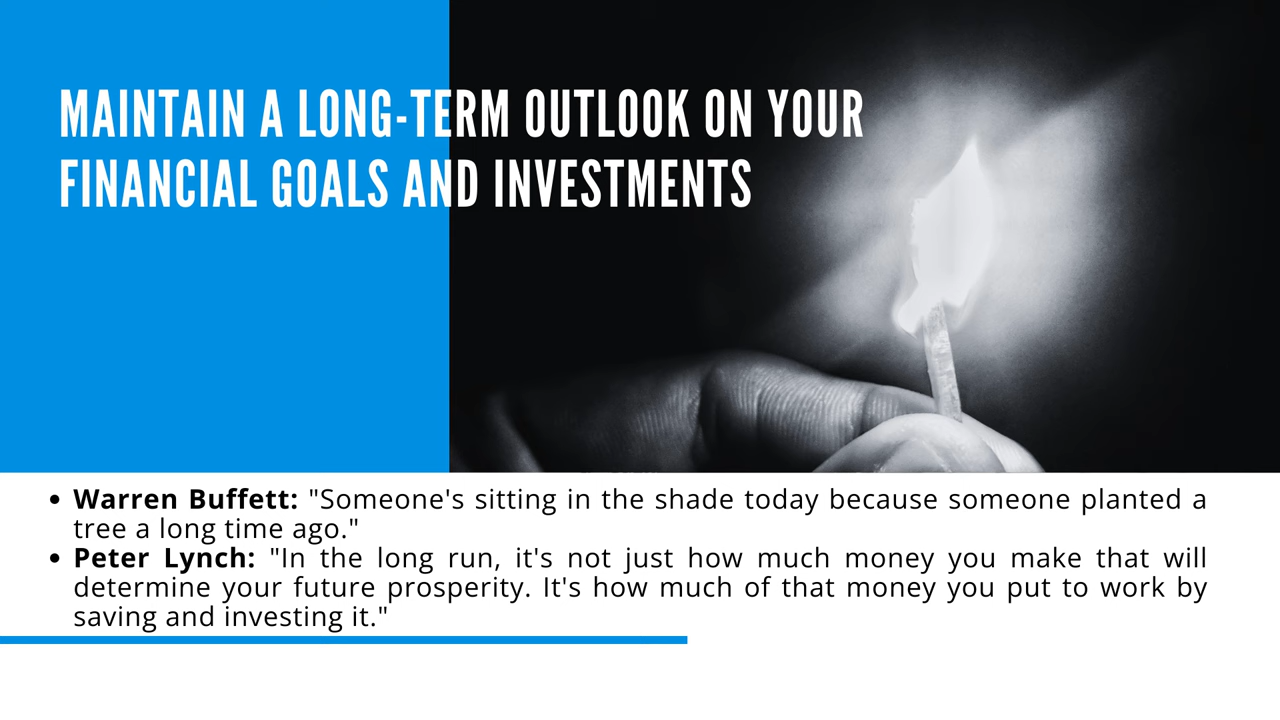 MAINTAIN A LONG-TERM OUTLOOK ON YOUR
FINANCIAL GOALS AND INVESTMENTS
• Warren Buffett: "Someone's sitting in the shade today because someone planted a
tree a long time ago."
• Peter Lynch: "In the long run, it's not just how much money you make that will
determine your future prosperity. It's how much of that money you put to work by
saving and investing it."